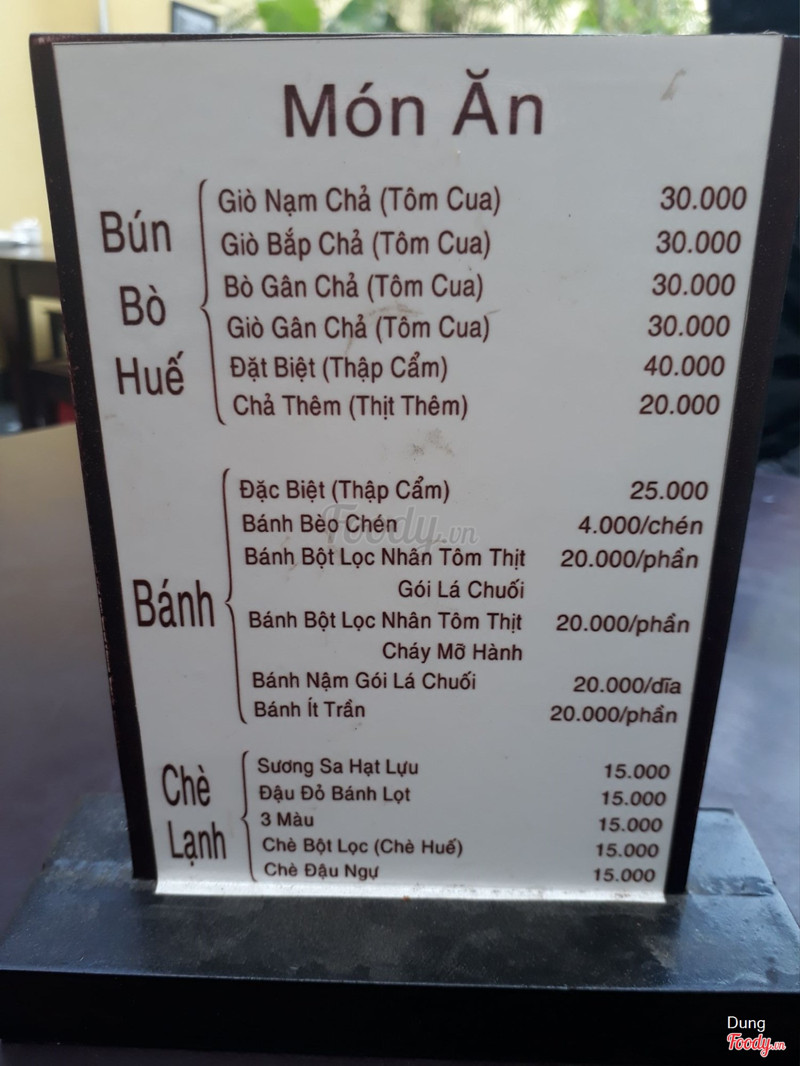 Món Ăn
Bún
Bò
Huế
Giò Nạm Chả (Tôm Cua) 30.000
Giò Bắp Chả (Tôm Cua) 30.000
Bò Gân Chả (Tôm Cua) 30.000
Giò Gân Chả (Tôm Cua) 30.000
Đặt Biệt (Thập Cẩm) 40.000
Chả Thêm (Thịt Thêm) 20.000
Bánh
Đặc Biệt (Thập Cẩm) 25.000
Bánh Bèo Chén 4.000/chén
Foody.vn
Bánh Bột Lọc Nhân Tôm Thịt 20.000/phần
Gói Lá Chuối
Bánh Bột Lọc Nhân Tôm Thịt 20.000/phần
Cháy Mỡ Hành
Bánh Nậm Gói Lá Chuối 20.000/dĩa
Bánh Ít Trần 20.000/phần
Chè
Lạnh
Sương Sa Hạt Lựu 15.000
Đậu Đỏ Bánh Lọt 15.000
3 Màu 15.000
Chè Bột Lọc (Chè Huế) 15.000
Chè Đậu Ngự 15.000
Dung
Foody.vn